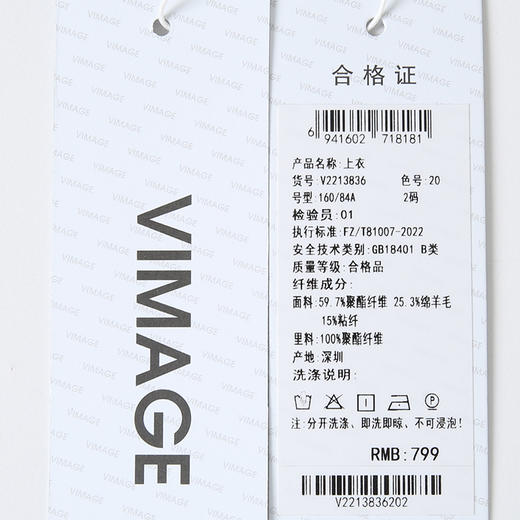 VIMAGE
合格证
6 941602 718181
产品名称:上衣
货号:V2213836 色号:20
号型:160/84A 2码
检验员:01
执行标准:FZ/T81007-2022
安全技术类别:GB18401 B类
质量等级:合格品
纤维成分:
面料:59.7%聚酯纤维 25.3%绵羊毛
15%粘纤
里料:100%聚酯纤维
产地:深圳
洗涤说明:
P
注:分开洗涤、即洗即晾、不可浸泡!
RMB:799
V2213836202